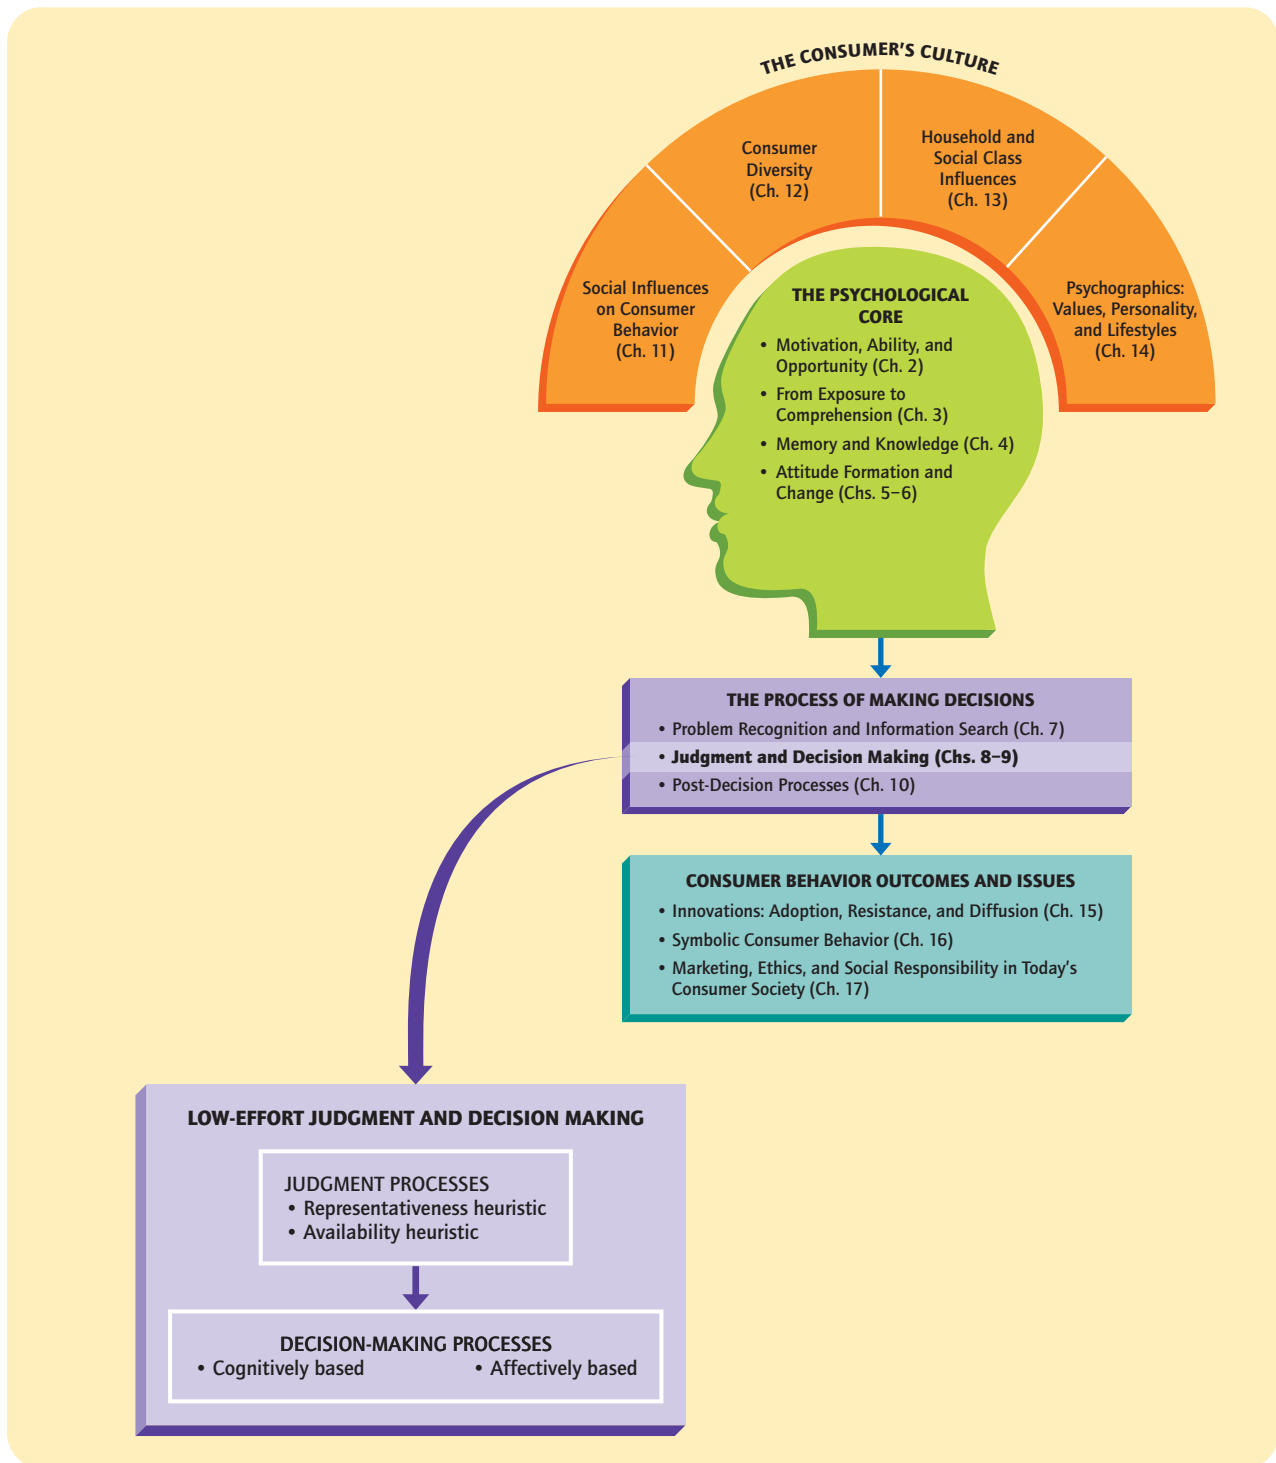 THE CONSUMER'S CULTURE
Social Influences
on Consumer
Behavior
(Ch. 11)
Consumer
Diversity
(Ch. 12)
Household and
Social Class
Influences
(Ch. 13)
Psychographics:
Values, Personality,
and Lifestyles
(Ch. 14)
THE PSYCHOLOGICAL
CORE
• Motivation, Ability, and
Opportunity (Ch. 2)
• From Exposure to
Comprehension (Ch. 3)
• Memory and Knowledge (Ch. 4)
• Attitude Formation and
Change (Chs. 5–6)
THE PROCESS OF MAKING DECISIONS
• Problem Recognition and Information Search (Ch. 7)
• Judgment and Decision Making (Chs. 8–9)
• Post-Decision Processes (Ch. 10)
CONSUMER BEHAVIOR OUTCOMES AND ISSUES
• Innovations: Adoption, Resistance, and Diffusion (Ch. 15)
• Symbolic Consumer Behavior (Ch. 16)
• Marketing, Ethics, and Social Responsibility in Today's
Consumer Society (Ch. 17)
LOW-EFFORT JUDGMENT AND DECISION MAKING
JUDGMENT PROCESSES
• Representativeness heuristic
• Availability heuristic
DECISION-MAKING PROCESSES
• Cognitively based • Affectively based